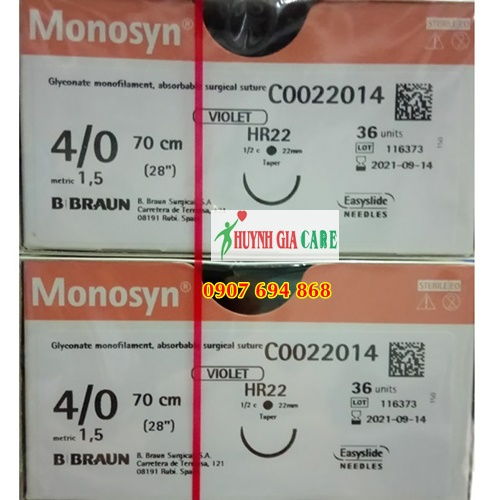 Monosyn®
STERILE EO
Glyconate monofilament, absorbable surgical suture C0022014
VIOLET
4/0 70 cm
(28")
metric 1,5
HR22
1/2 c 22mm
Taper
36 units
LOT 116373
2021-09-14
150
B|BRAUN
B. Braun Surgical S.A.
Carretera de Terrassa, 121
08191 Rubí. Spain
Easyslide
NEEDLES
HUYNH GIA CARE
0907 694 868
Monosyn®
STERILE EO
Glyconate monofilament, absorbable surgical suture C0022014
VIOLET
4/0 70 cm
(28")
metric 1,5
HR22
1/2 c 22mm
Taper
36 units
LOT 116373
2021-09-14
150
B|BRAUN
B. Braun Surgical S.A.
Carretera de Terrassa, 121
08191 Rubí. Spain
Easyslide
NEEDLES